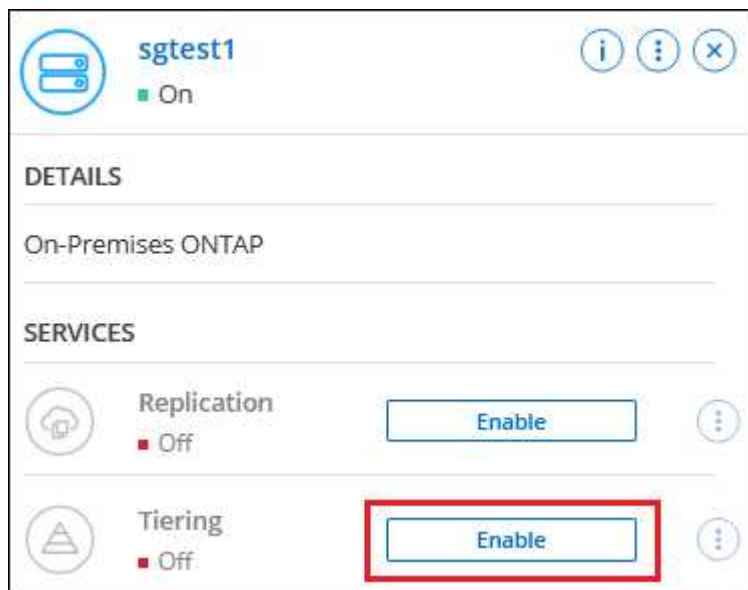 sgtest1
On
DETAILS
On-Premises ONTAP
SERVICES
Replication
Off
Enable
Tiering
Off
Enable